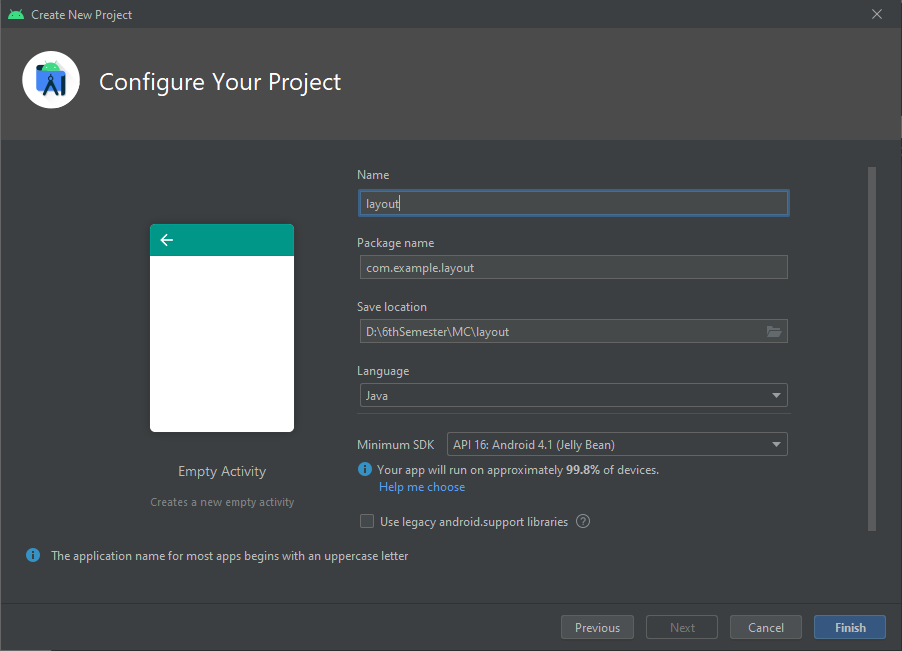 Create New Project
Configure Your Project
Name
layout
Package name
com.example.layout
Save location
D:\6thSemester\MC\layout
Language
Java
Minimum SDK API 16: Android 4.1 (Jelly Bean)
Your app will run on approximately 99.8% of devices.
Help me choose
Use legacy android.support libraries ?
Empty Activity
Creates a new empty activity
The application name for most apps begins with an uppercase letter
Previous Next Cancel Finish